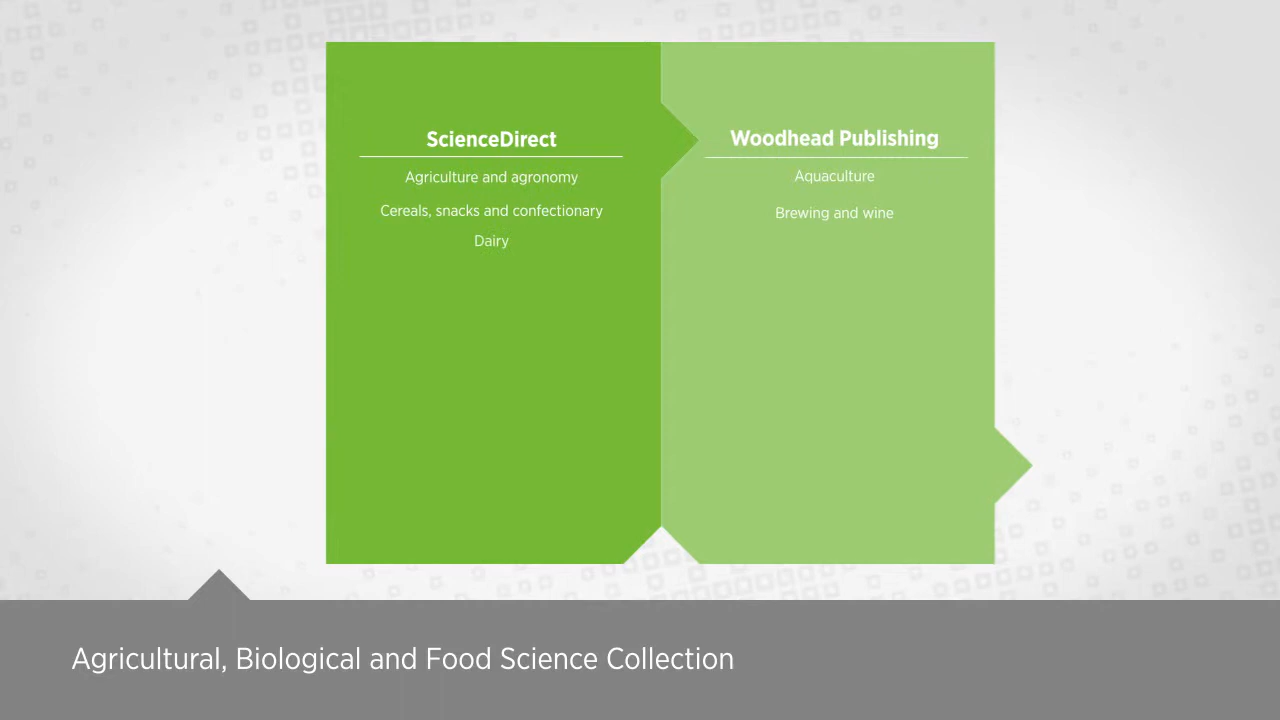 ScienceDirect
Agriculture and agronomy
Cereals, snacks and confectionary
Dairy
Woodhead Publishing
Aquaculture
Brewing and wine
Agricultural, Biological and Food Science Collection